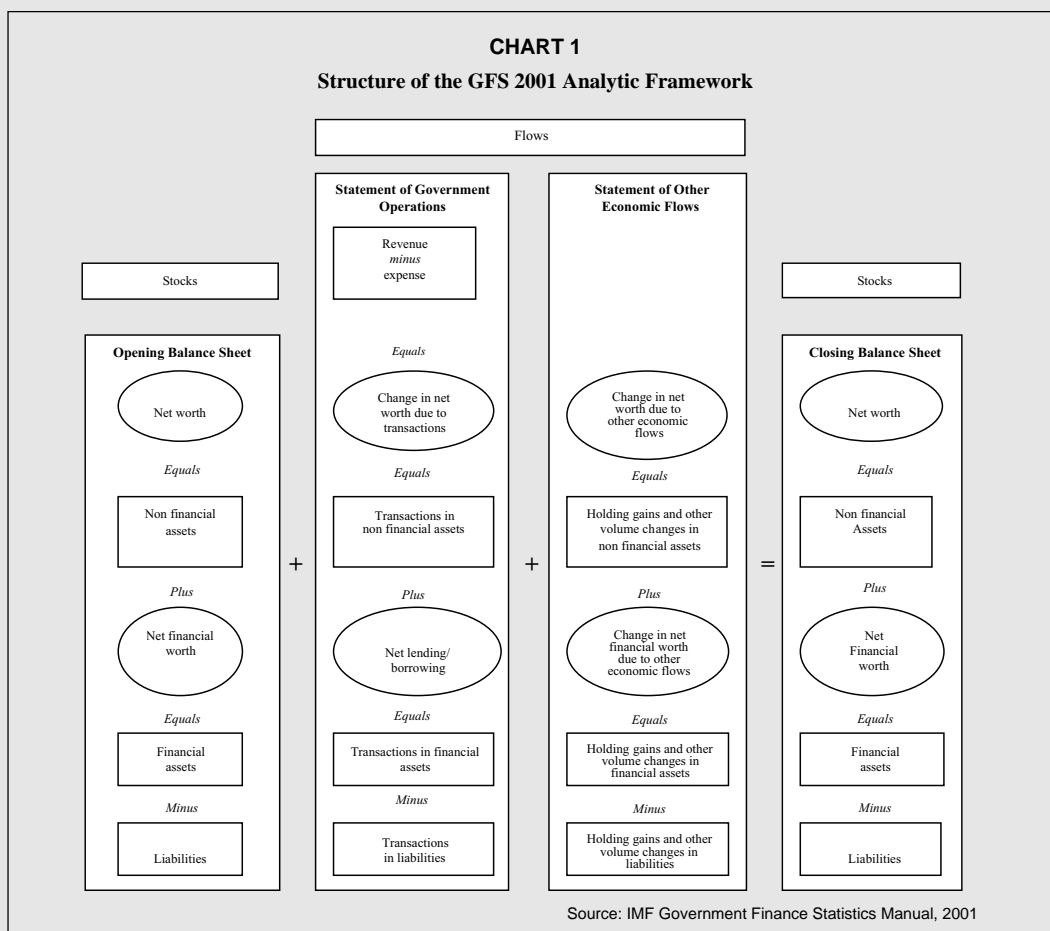 CHART 1
Structure of the GFS 2001 Analytic Framework
Flows
Stocks
Opening Balance Sheet
Net worth
Equals
Non financial
assets
Plus
Net financial
worth
Equals
Financial
assets
Minus
Liabilities
+
Statement of Government
Operations
Revenue
minus
expense
Equals
Change in net
worth due to
transactions
Equals
Transactions in
non financial assets
Plus
Net lending/
borrowing
Equals
Transactions in financial
assets
Minus
Transactions
in liabilities
+
Statement of Other
Economic Flows
Change in net
worth due to
other economic
flows
Equals
Holding gains and other
volume changes in
non financial assets
Plus
Change in net
financial worth
due to other
economic flows
Equals
Holding gains and other
volume changes in
financial assets
Minus
Holding gains and other
volume changes in
liabilities
=
Stocks
Closing Balance Sheet
Net worth
Equals
Non financial
Assets
Plus
Net
Financial
worth
Equals
Financial
assets
Minus
Liabilities
Source: IMF Government Finance Statistics Manual, 2001